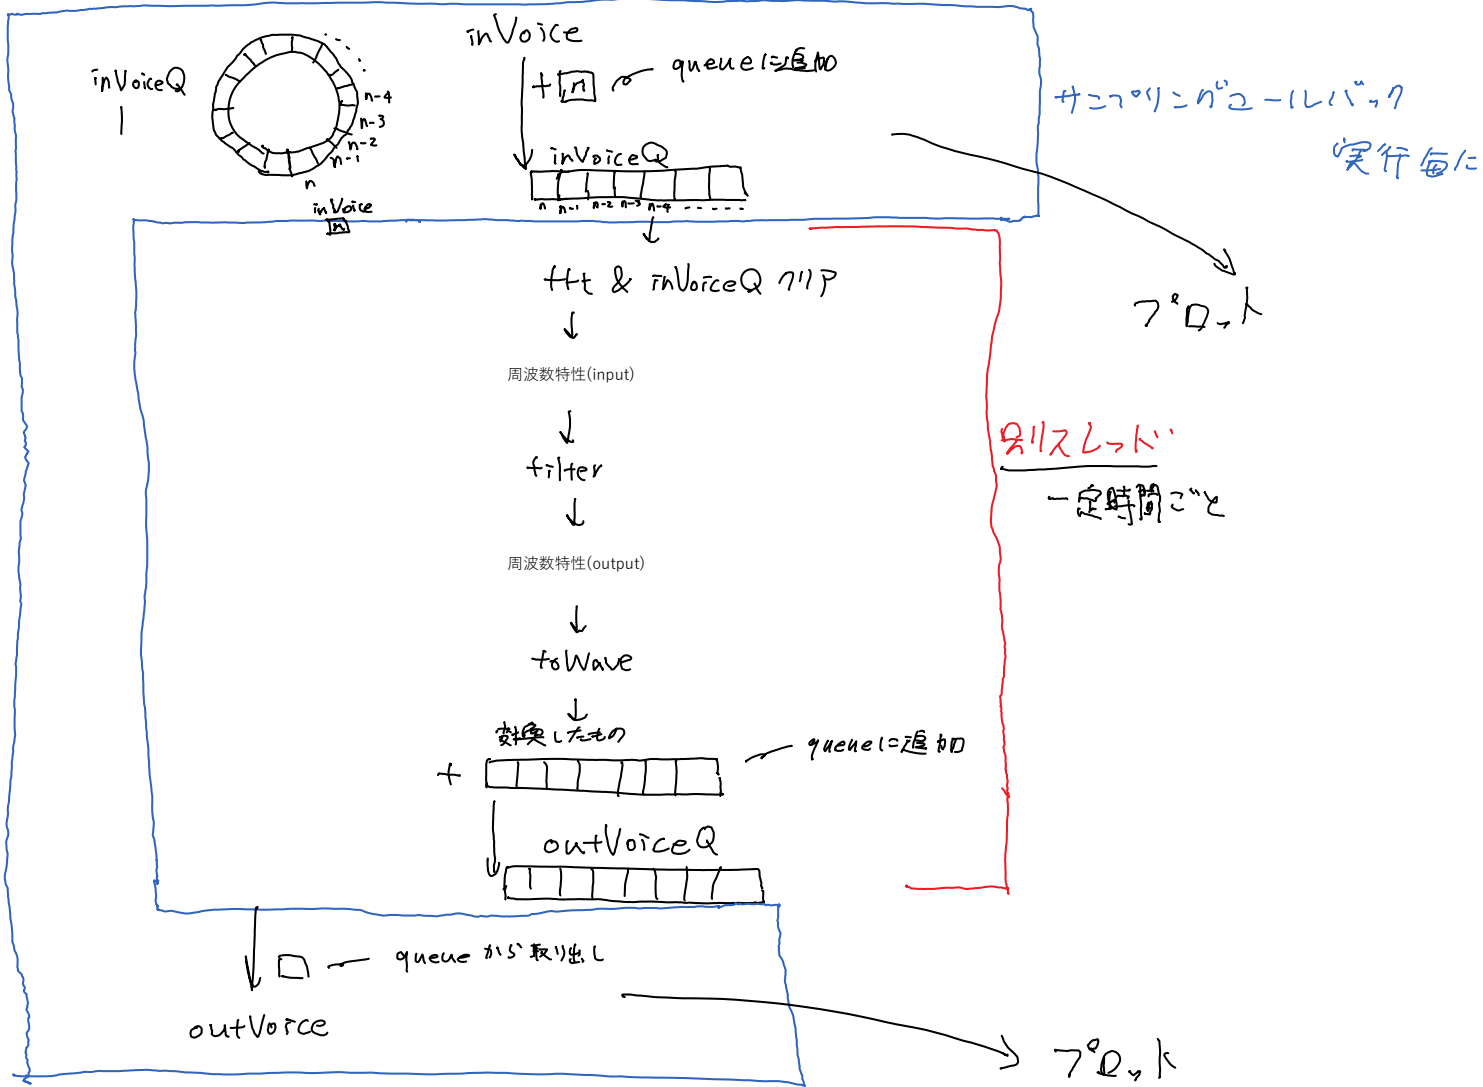 inVoice
+ n queueに追加
inVoiceQ
n-4
n-3
n-2
n-1
n
inVoice
n
inVoiceQ
n n-1 n-2 n-3 n-4 -----
サンプリングコールバック
実行毎に
fft & inVoiceQ クリア
プロット
周波数特性(input)
別スレッド
filter
一定時間ごと
周波数特性(output)
toWave
変換したもの
+ queueに追加
outVoiceQ
queueから取り出し
outVoice
プロット